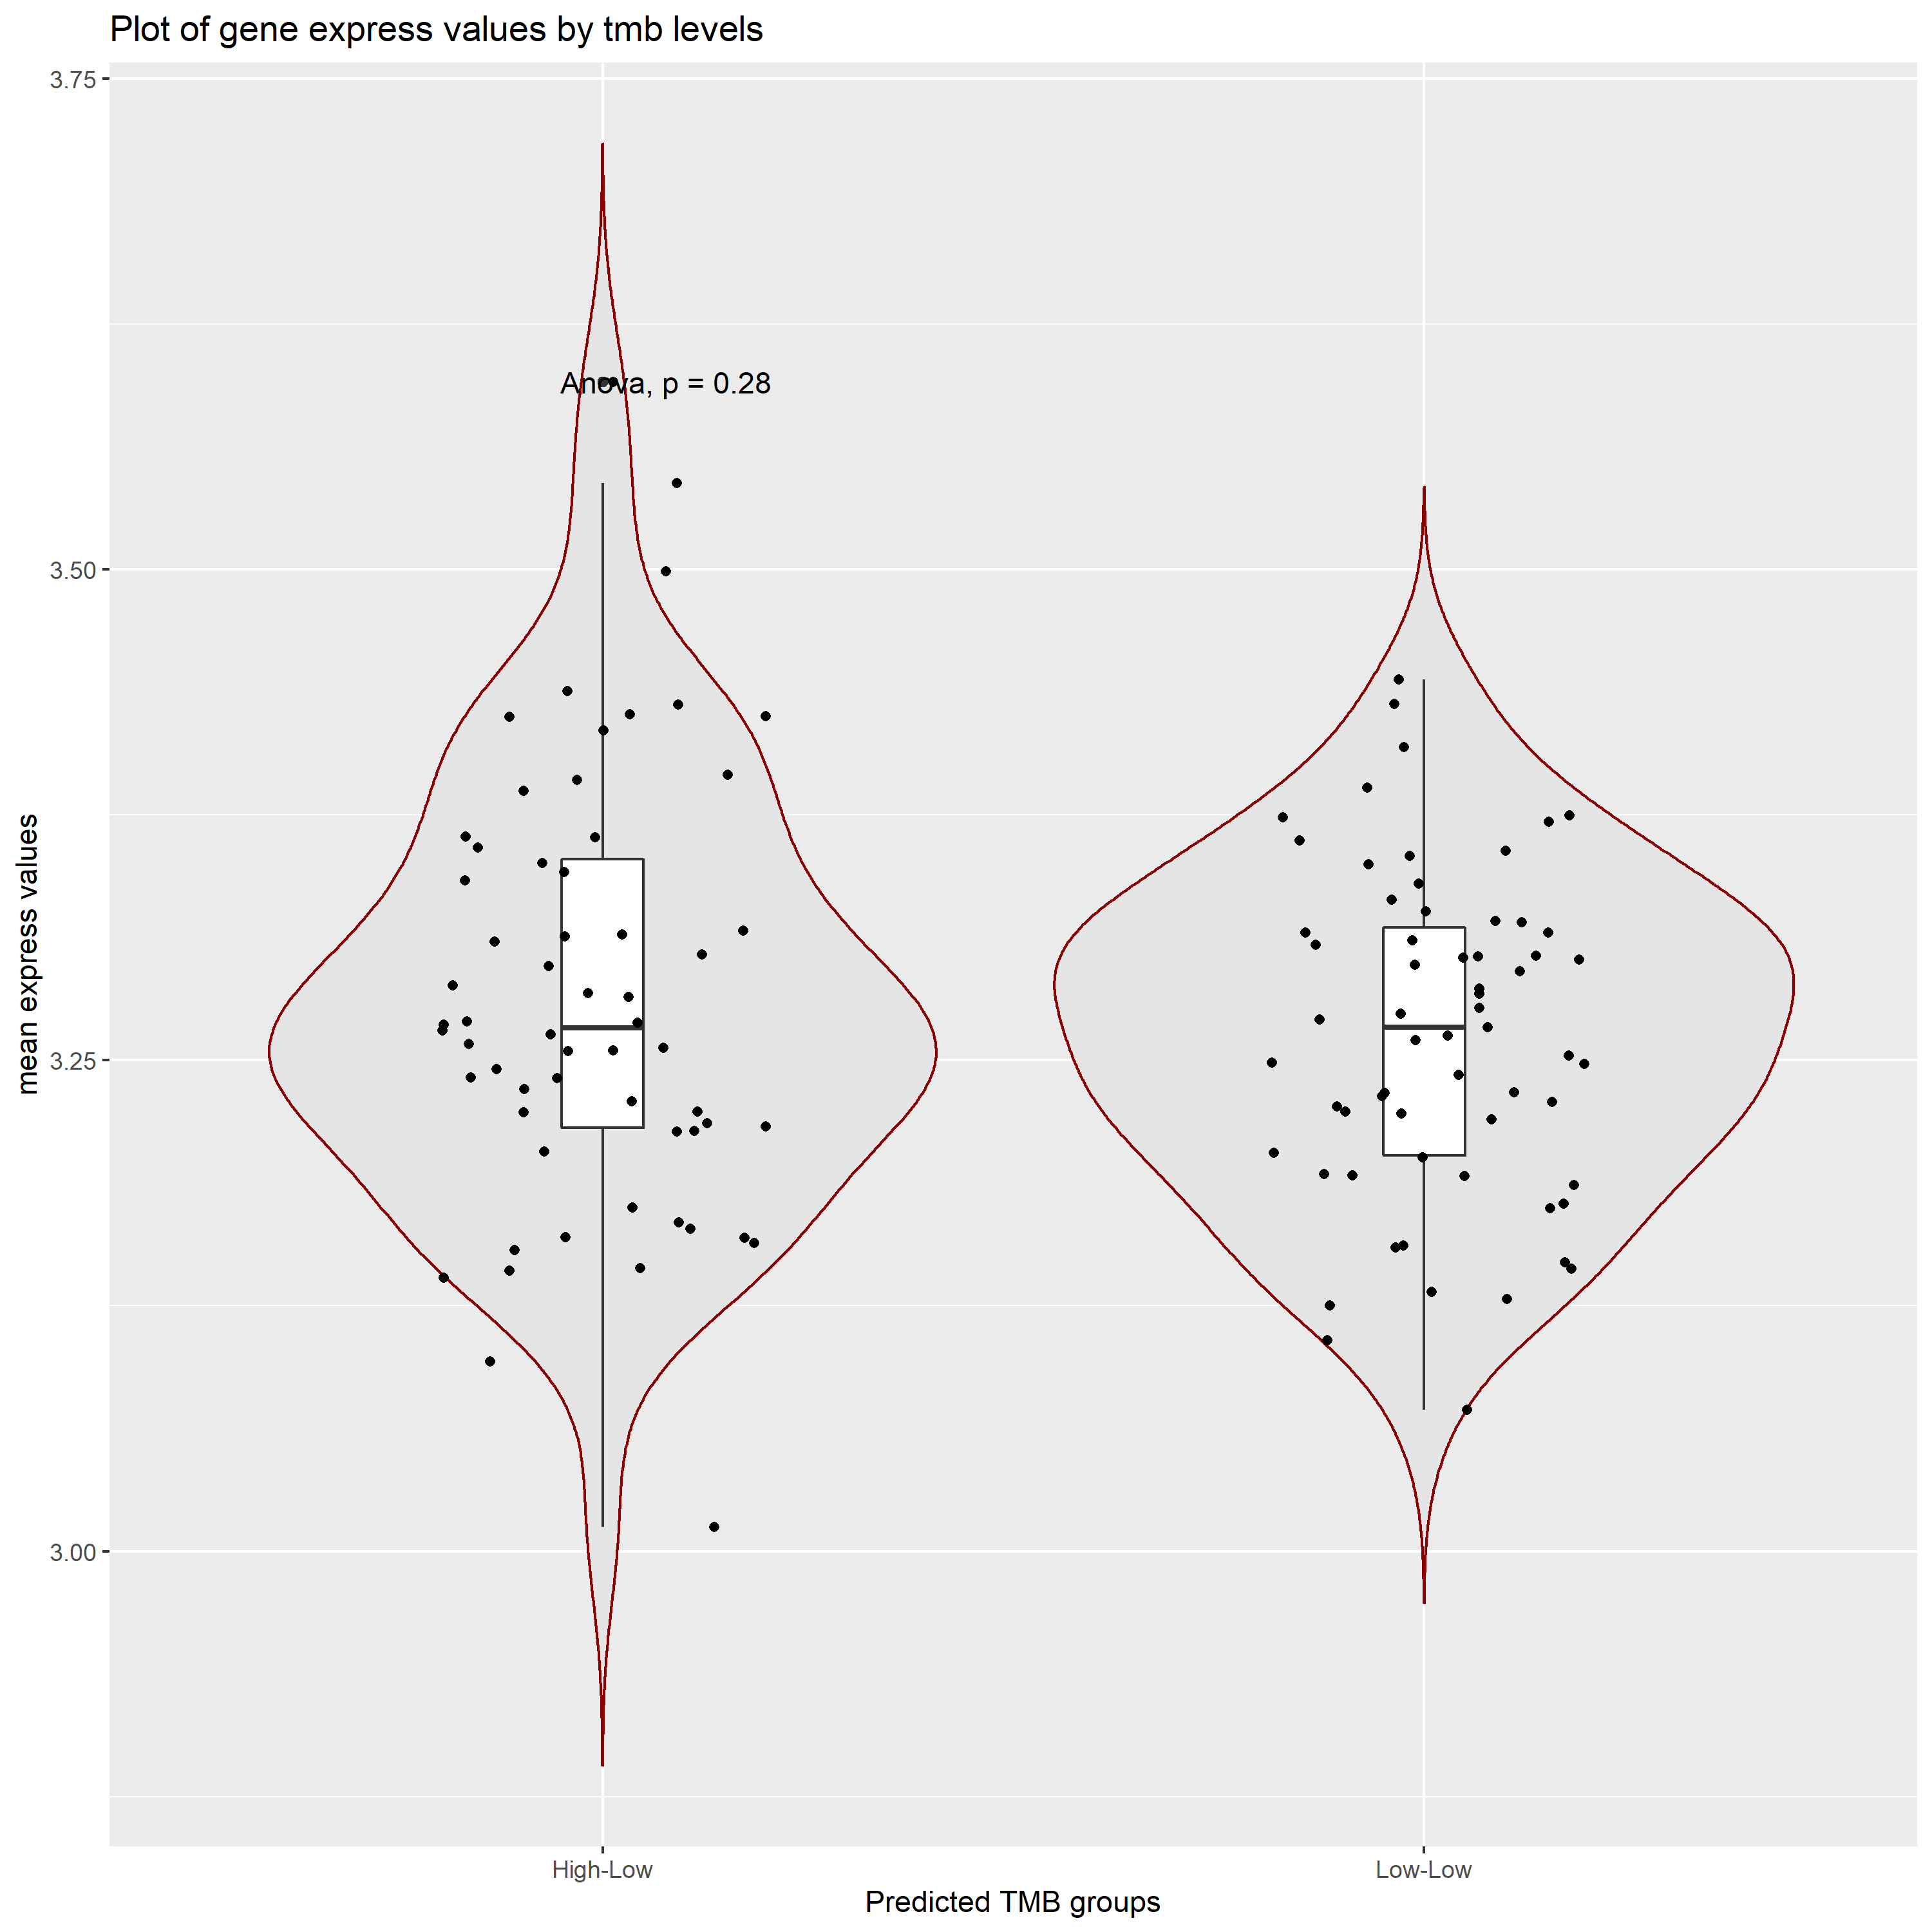 Plot of gene express values by tmb levels
3.75
Anova, p = 0.28
3.50
mean express values
3.25
3.00
High-Low
Low-Low
Predicted TMB groups